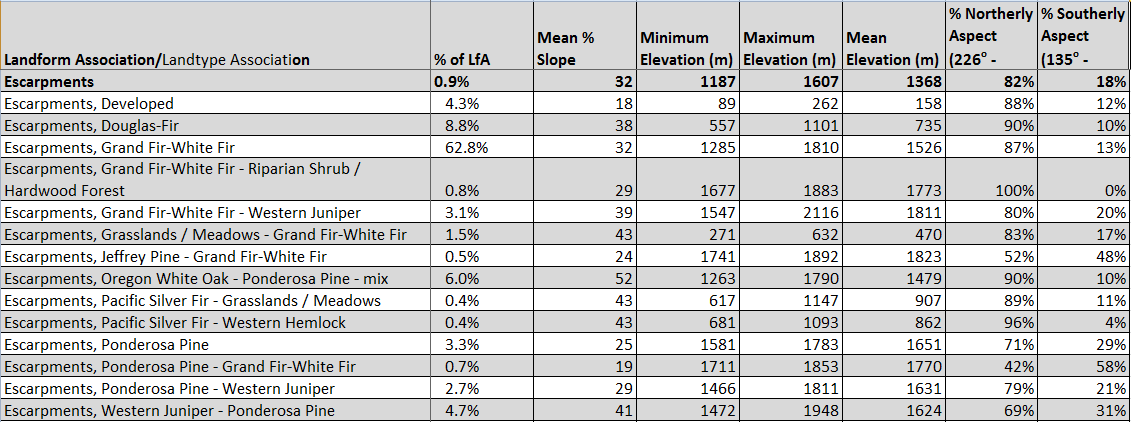 Landform Association/Landtype Association % of LfA Mean % Slope Minimum Elevation (m) Maximum Elevation (m) Mean Elevation (m) % Northerly Aspect (226° - % Southerly Aspect (135° -
Escarpments 0.9% 32 1187 1607 1368 82% 18%
Escarpments, Developed 4.3% 18 89 262 158 88% 12%
Escarpments, Douglas-Fir 8.8% 38 557 1101 735 90% 10%
Escarpments, Grand Fir-White Fir 62.8% 32 1285 1810 1526 87% 13%
Escarpments, Grand Fir-White Fir - Riparian Shrub /
Hardwood Forest 0.8% 29 1677 1883 1773 100% 0%
Escarpments, Grand Fir-White Fir - Western Juniper 3.1% 39 1547 2116 1811 80% 20%
Escarpments, Grasslands / Meadows - Grand Fir-White Fir 1.5% 43 271 632 470 83% 17%
Escarpments, Jeffrey Pine - Grand Fir-White Fir 0.5% 24 1741 1892 1823 52% 48%
Escarpments, Oregon White Oak - Ponderosa Pine - mix 6.0% 52 1263 1790 1479 90% 10%
Escarpments, Pacific Silver Fir - Grasslands / Meadows 0.4% 43 617 1147 907 89% 11%
Escarpments, Pacific Silver Fir - Western Hemlock 0.4% 43 681 1093 862 96% 4%
Escarpments, Ponderosa Pine 3.3% 25 1581 1783 1651 71% 29%
Escarpments, Ponderosa Pine - Grand Fir-White Fir 0.7% 19 1711 1853 1770 42% 58%
Escarpments, Ponderosa Pine - Western Juniper 2.7% 29 1466 1811 1631 79% 21%
Escarpments, Western Juniper - Ponderosa Pine 4.7% 41 1472 1948 1624 69% 31%